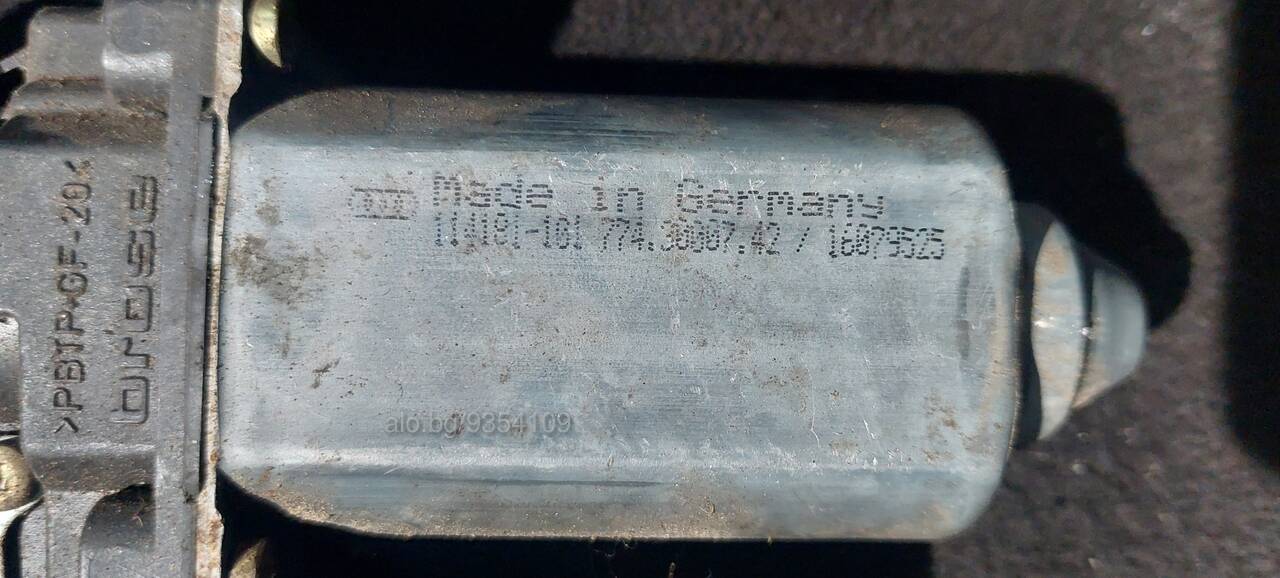 Made in Germany
114181-101 774.30087.42 / 16079525
>PBTP-GF-20<
brose
alo.bg/9354109